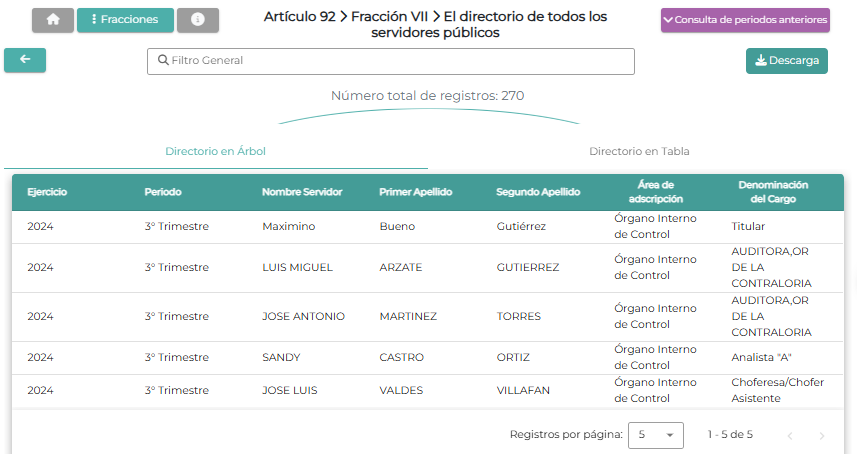 Fracciones
Artículo 92 > Fracción VII > El directorio de todos los
servidores públicos
Consulta de periodos anteriores
Filtro General
Descarga
Número total de registros: 270
Directorio en Árbol
Directorio en Tabla
Ejercicio Periodo Nombre Servidor Primer Apellido Segundo Apellido Área de adscripción Denominación del Cargo
2024 3° Trimestre Maximino Bueno Gutiérrez Órgano Interno de Control Titular
2024 3° Trimestre LUIS MIGUEL ARZATE GUTIERREZ Órgano Interno de Control AUDITORA,OR DE LA CONTRALORIA
2024 3° Trimestre JOSE ANTONIO MARTINEZ TORRES Órgano Interno de Control AUDITORA,OR DE LA CONTRALORIA
2024 3° Trimestre SANDY CASTRO ORTIZ Órgano Interno de Control Analista "A"
2024 3° Trimestre JOSE LUIS VALDES VILLAFAN Órgano Interno de Control Choferesa/Chofer Asistente
Registros por página: 5 1 - 5 de 5